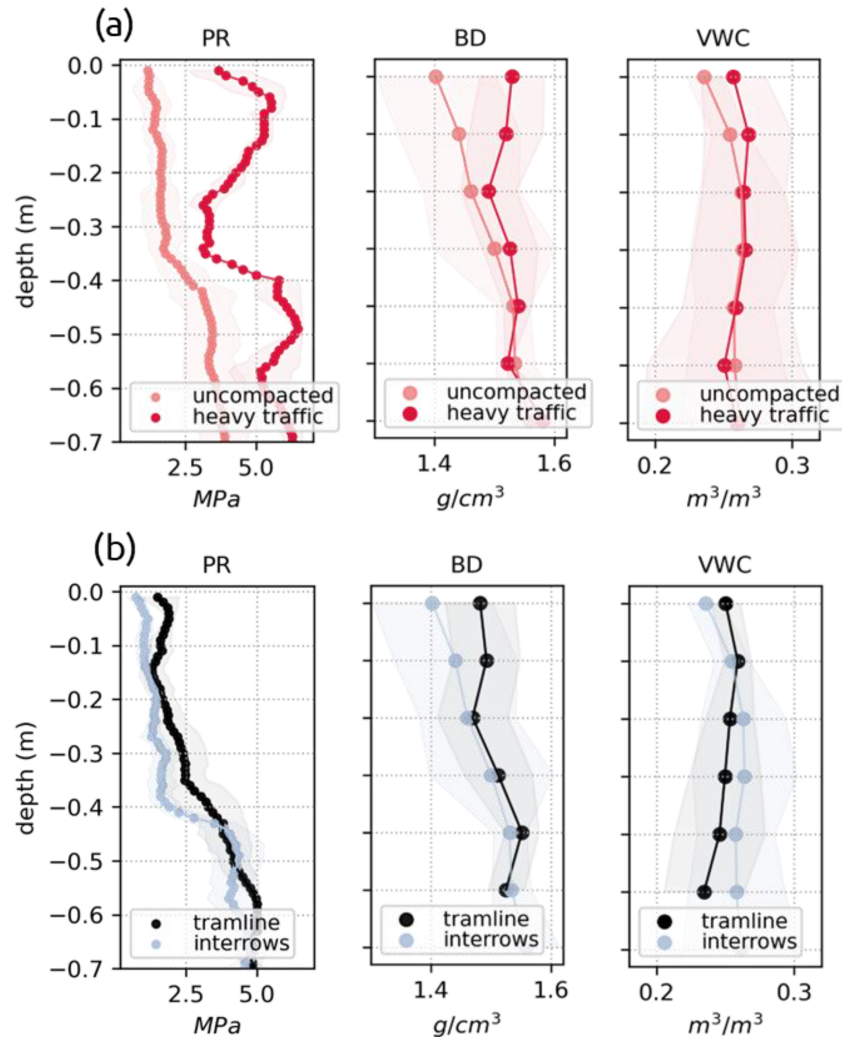 (a)
PR BD VWC
0.0
−0.1
−0.2
−0.3
−0.4
−0.5
−0.6
−0.7
depth (m)
uncompacted
heavy traffic
uncompacted
heavy traffic
uncompacted
heavy traffic
2.5 5.0 1.4 1.6 0.2 0.3
MPa g/cm³ m³/m³
(b)
PR BD VWC
0.0
−0.1
−0.2
−0.3
−0.4
−0.5
−0.6
−0.7
depth (m)
tramline
interrows
tramline
interrows
tramline
interrows
2.5 5.0 1.4 1.6 0.2 0.3
MPa g/cm³ m³/m³